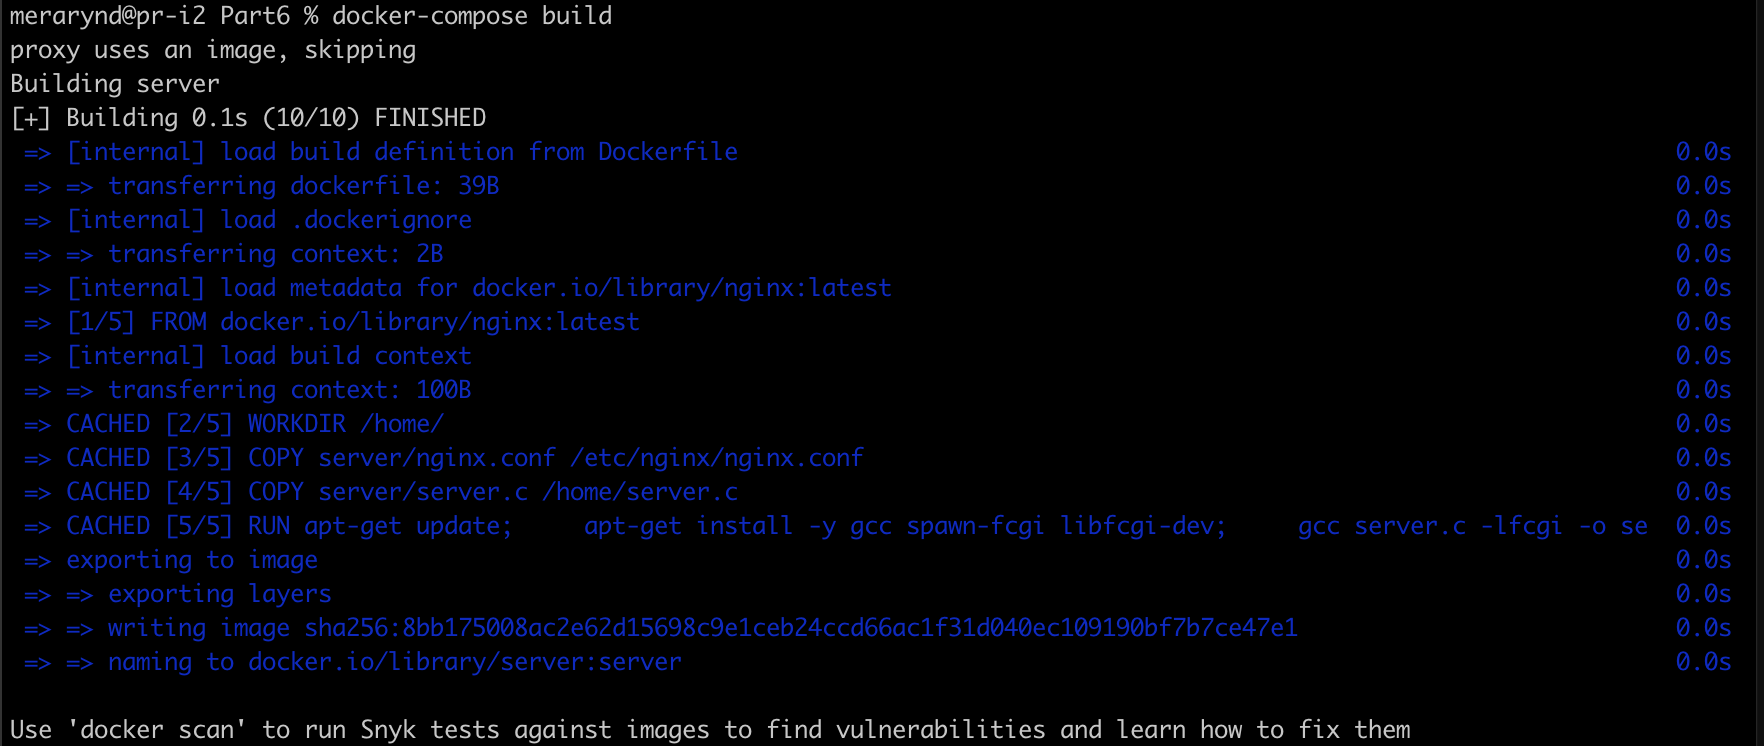 merarynd@pr-i2 Part6 % docker-compose build
proxy uses an image, skipping
Building server
[+] Building 0.1s (10/10) FINISHED
=> [internal] load build definition from Dockerfile 0.0s
=> => transferring dockerfile: 39B 0.0s
=> [internal] load .dockerignore 0.0s
=> => transferring context: 2B 0.0s
=> [internal] load metadata for docker.io/library/nginx:latest 0.0s
=> [1/5] FROM docker.io/library/nginx:latest 0.0s
=> [internal] load build context 0.0s
=> => transferring context: 100B 0.0s
=> CACHED [2/5] WORKDIR /home/ 0.0s
=> CACHED [3/5] COPY server/nginx.conf /etc/nginx/nginx.conf 0.0s
=> CACHED [4/5] COPY server/server.c /home/server.c 0.0s
=> CACHED [5/5] RUN apt-get update;     apt-get install -y gcc spawn-fcgi libfcgi-dev;     gcc server.c -lfcgi -o se 0.0s
=> exporting to image 0.0s
=> => exporting layers 0.0s
=> => writing image sha256:8bb175008ac2e62d15698c9e1ceb24ccd66ac1f31d040ec109190bf7b7ce47e1 0.0s
=> => naming to docker.io/library/server:server 0.0s
Use 'docker scan' to run Snyk tests against images to find vulnerabilities and learn how to fix them